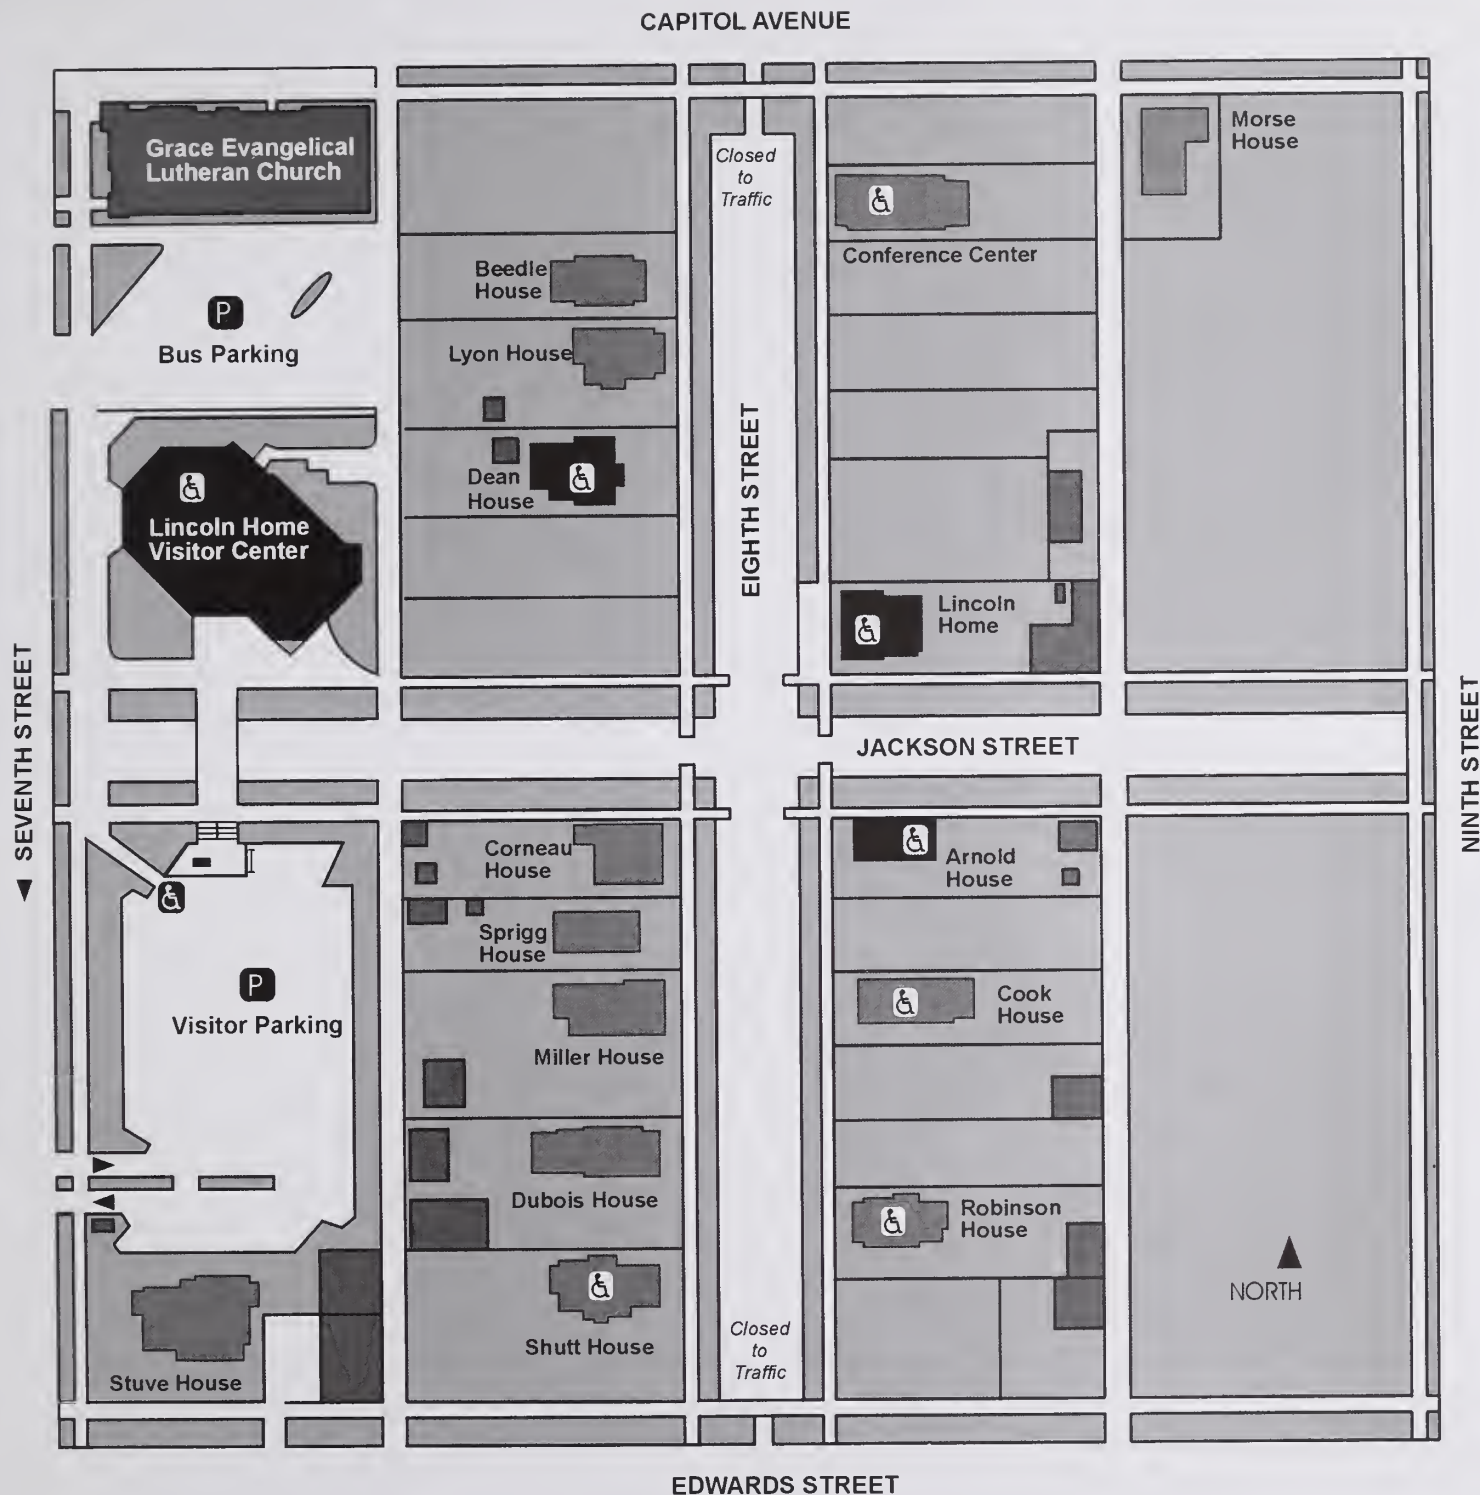 CAPITOL AVENUE
Grace Evangelical
Lutheran Church
Closed
to
Traffic
Morse
House
Conference Center
Beedle
House
P
Bus Parking
Lyon House
Dean
House
EIGHTH STREET
Lincoln Home
Visitor Center
Lincoln
Home
SEVENTH STREET
JACKSON STREET
NINTH STREET
Corneau
House
Arnold
House
Sprigg
House
P
Visitor Parking
Cook
House
Miller House
Dubois House
Robinson
House
NORTH
Shutt House
Closed
to
Traffic
Stuve House
EDWARDS STREET